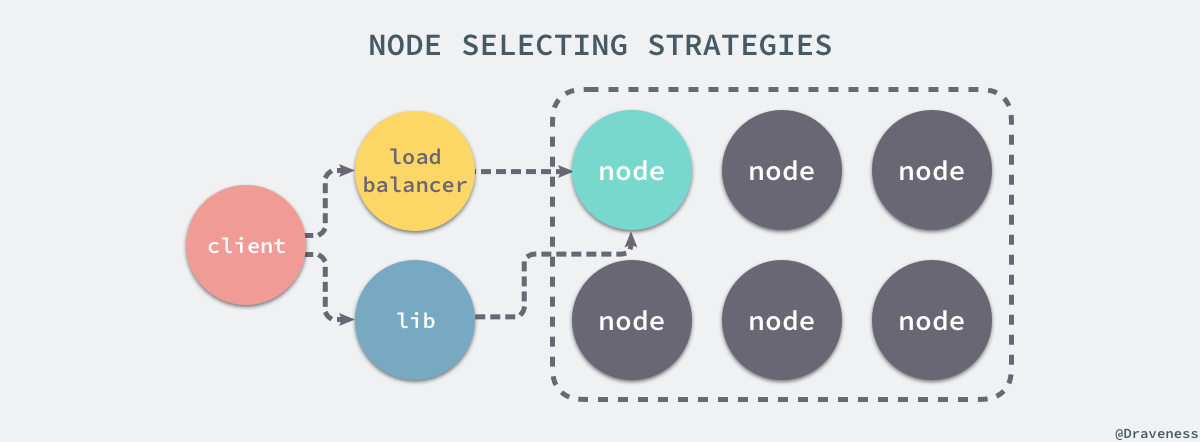 NODE SELECTING STRATEGIES
load
balancer
node
node
node
client
lib
node
node
node
@Draveness